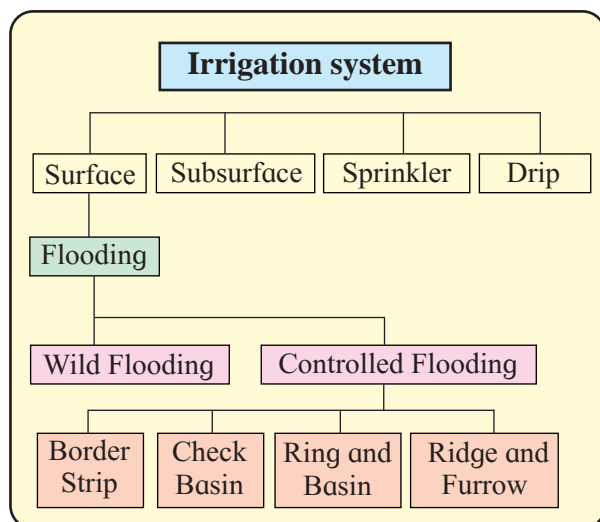 Irrigation system
Surface
Subsurface
Sprinkler
Drip
Flooding
Wild Flooding
Controlled Flooding
Border
Strip
Check
Basin
Ring and
Basin
Ridge and
Furrow